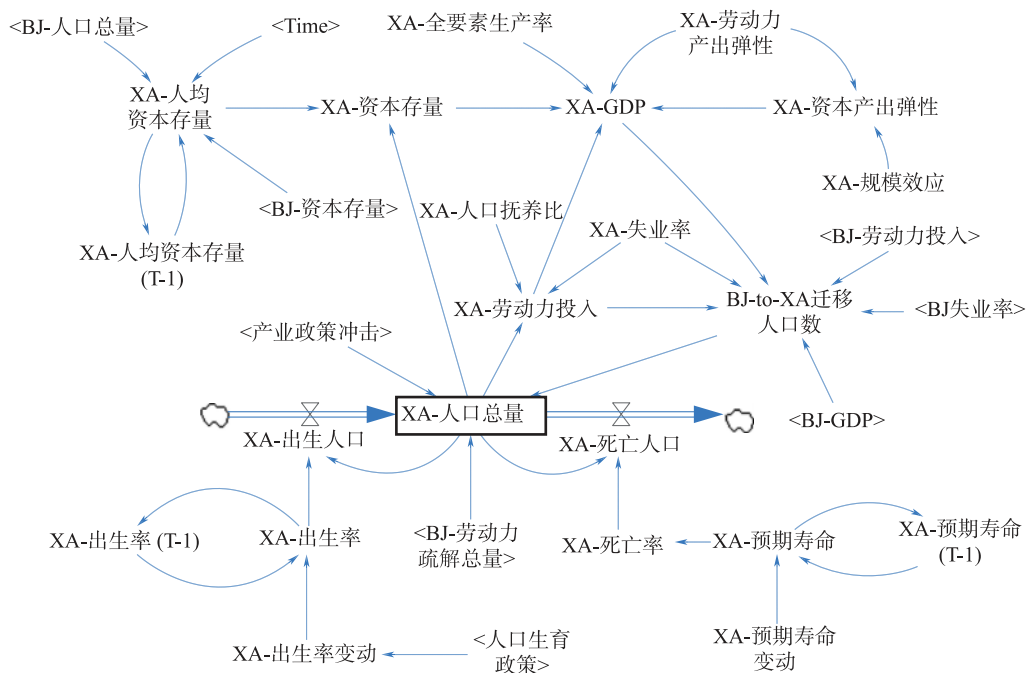 <BJ-人口总量>
<Time>
XA-全要素生产率
XA-劳动力
产出弹性
XA-人均
资本存量
XA-资本存量
XA-GDP
XA-资本产出弹性
XA-规模效应
<BJ-资本存量>
XA-人口抚养比
XA-失业率
<BJ-劳动力投入>
XA-人均资本存量
(T-1)
XA-劳动力投入
BJ-to-XA迁移
人口数
<BJ失业率>
<产业政策冲击>
XA-人口总量
<BJ-GDP>
XA-出生人口
XA-死亡人口
XA-出生率 (T-1)
XA-出生率
<BJ-劳动力
疏解总量>
XA-死亡率
XA-预期寿命
XA-预期寿命
(T-1)
XA-出生率变动
<人口生育
政策>
XA-预期寿命
变动